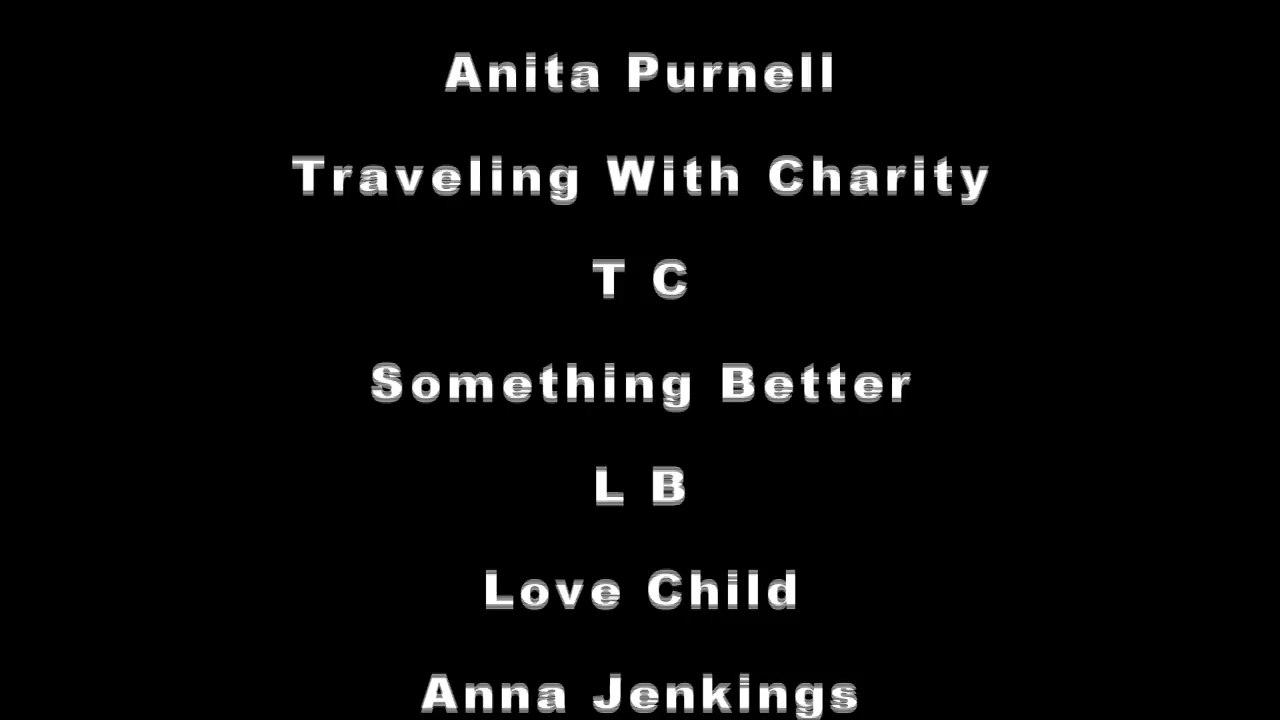 Anita Purnell
Traveling With Charity
T C
Something Better
L B
Love Child
Anna Jenkings